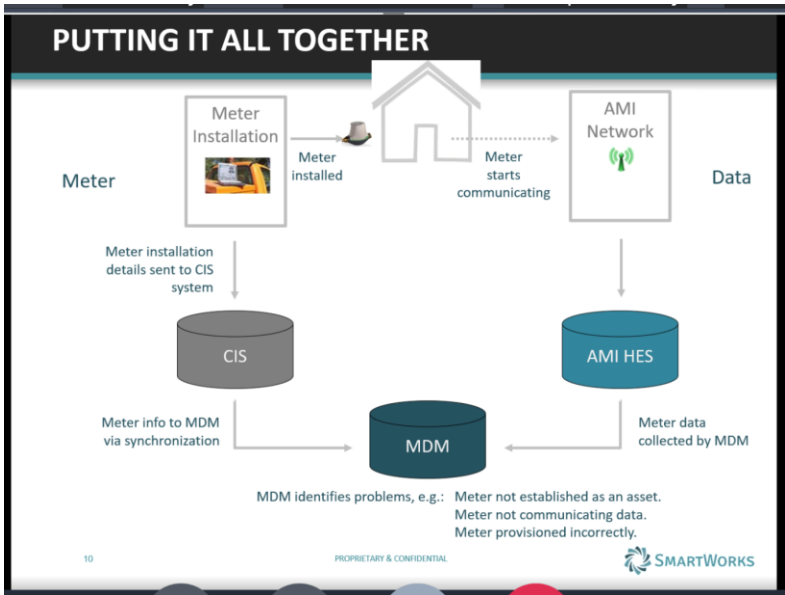 PUTTING IT ALL TOGETHER
Meter
Installation
AMI
Network
Meter
installed
Meter
starts
communicating
Meter
Data
Meter installation
details sent to CIS
system
CIS
AMI HES
Meter info to MDM
via synchronization
MDM
Meter data
collected by MDM
MDM identifies problems, e.g.: Meter not established as an asset.
Meter not communicating data.
Meter provisioned incorrectly.
10
PROPRIETARY & CONFIDENTIAL
SMARTWORKS